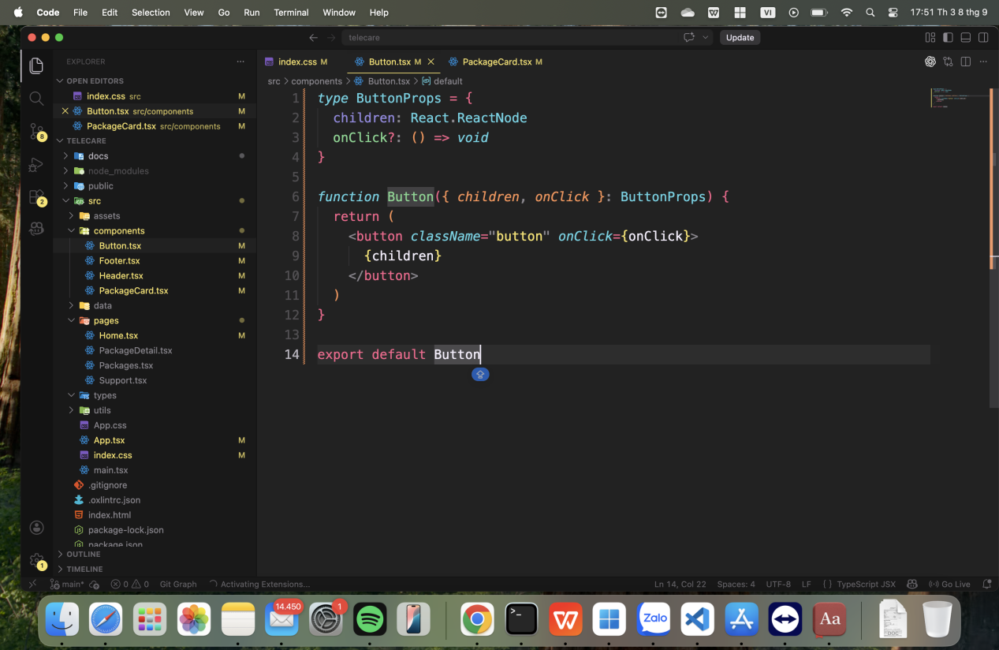 Code File Edit Selection View Go Run Terminal Window Help VI 17:51 Th 3 8 thg 9
telecare Update
EXPLORER
OPEN EDITORS
index.css src M
Button.tsx src/components M
PackageCard.tsx src/components M
TELECARE
docs
node_modules
public
src
assets
components
Button.tsx M
Footer.tsx M
Header.tsx M
PackageCard.tsx M
data
pages
Home.tsx M
PackageDetail.tsx
Packages.tsx
Support.tsx
types
utils
App.css
App.tsx M
index.css M
main.tsx
.gitignore
.oxlintrc.json
index.html
package-lock.json
package.json
OUTLINE
TIMELINE
8
2
1
index.css M Button.tsx M PackageCard.tsx M
src > components > Button.tsx > default
1 type ButtonProps = {
2 children: React.ReactNode
3 onClick?: () => void
4 }
5
6 function Button({ children, onClick }: ButtonProps) {
7 return (
8 <button className="button" onClick={onClick}>
9 {children}
10 </button>
11 )
12 }
13
14 export default Button
main* 0 0 Git Graph Activating Extensions... Ln 14, Col 22 Spaces: 4 UTF-8 LF { } TypeScript JSX Go Live
14.450 1 >_ W Zalo Aa DOC